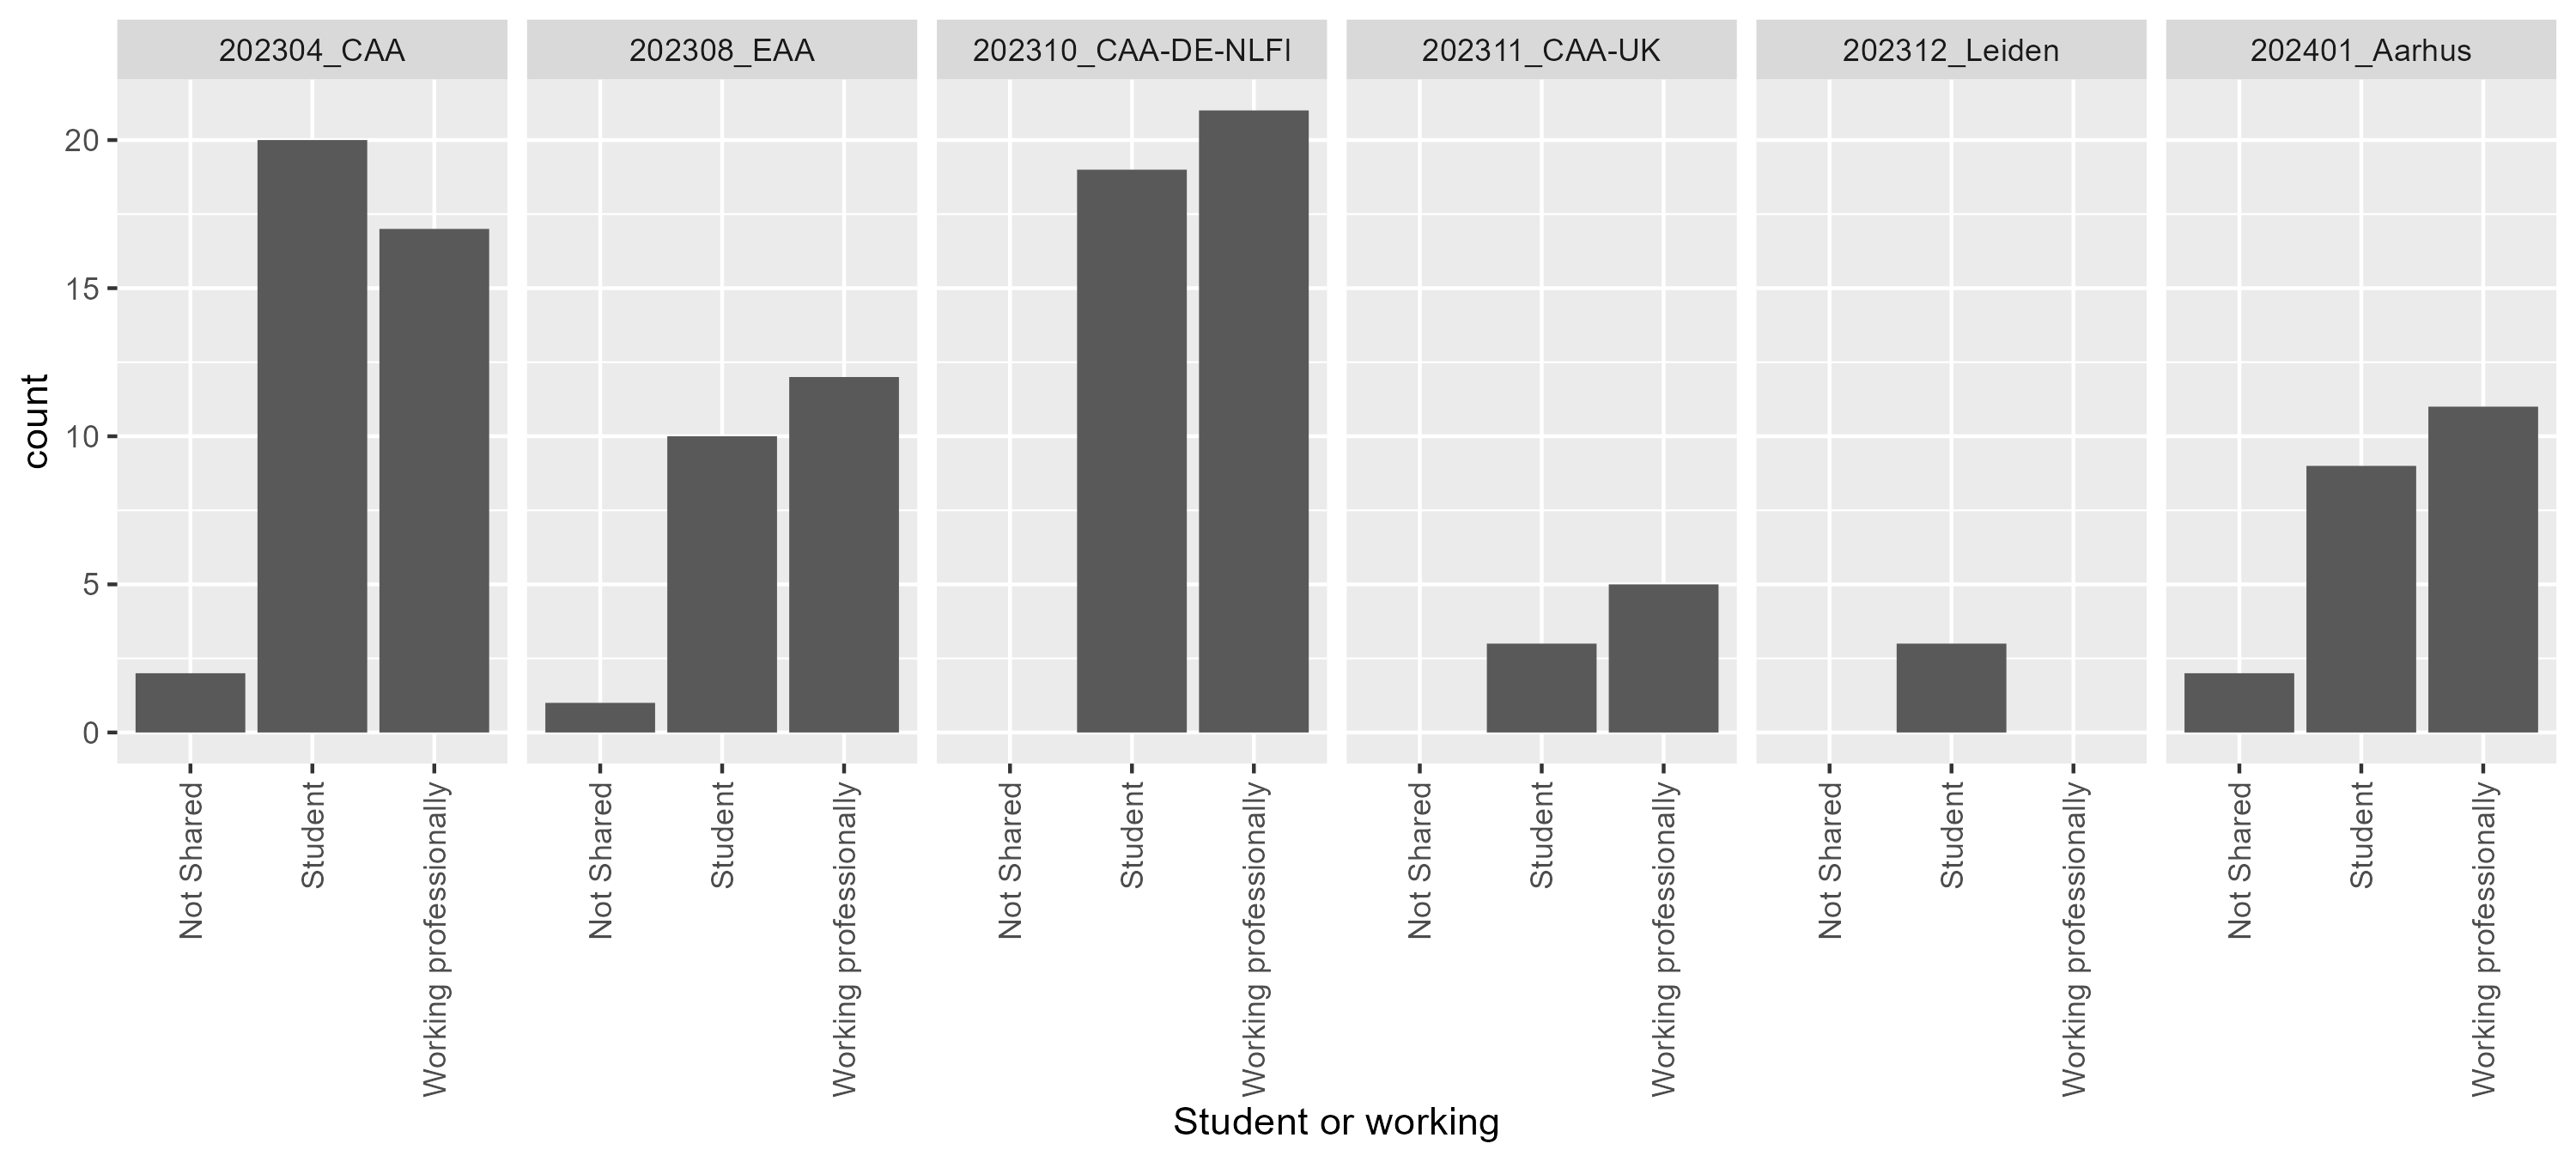 202304_CAA
202308_EAA
202310_CAA-DE-NLFI
202311_CAA-UK
202312_Leiden
202401_Aarhus
count
20
15
10
5
0
Not Shared
Student
Working professionally
Not Shared
Student
Working professionally
Not Shared
Student
Working professionally
Not Shared
Student
Working professionally
Not Shared
Student
Working professionally
Not Shared
Student
Working professionally
Student or working